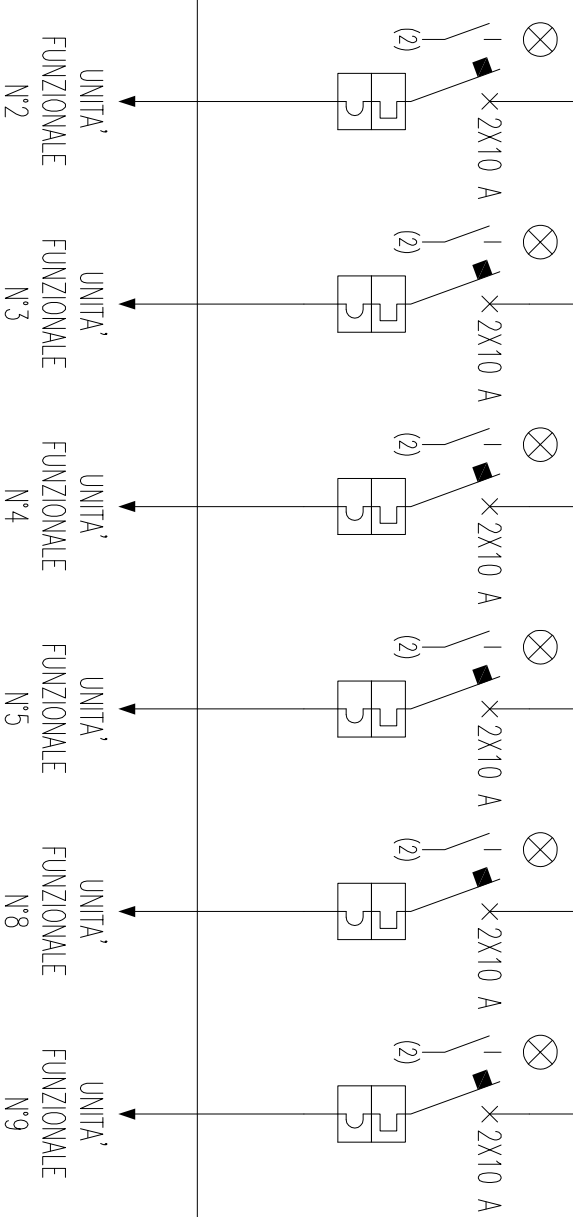 (2)
2X10 A
UNITA'
FUNZIONALE
N°2
(2)
2X10 A
UNITA'
FUNZIONALE
N°3
(2)
2X10 A
UNITA'
FUNZIONALE
N°4
(2)
2X10 A
UNITA'
FUNZIONALE
N°5
(2)
2X10 A
UNITA'
FUNZIONALE
N°8
(2)
2X10 A
UNITA'
FUNZIONALE
N°9